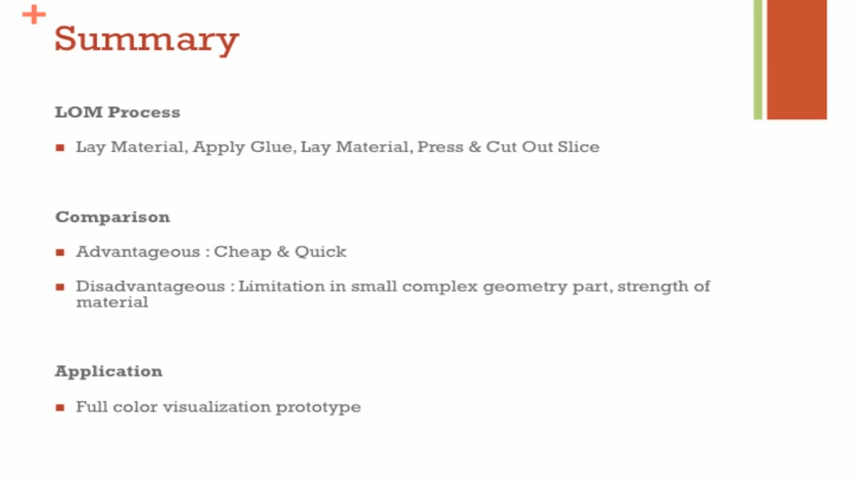 Summary
LOM Process
Lay Material, Apply Glue, Lay Material, Press & Cut Out Slice
Comparison
Advantageous : Cheap & Quick
Disadvantageous : Limitation in small complex geometry part, strength of
material
Application
Full color visualization prototype